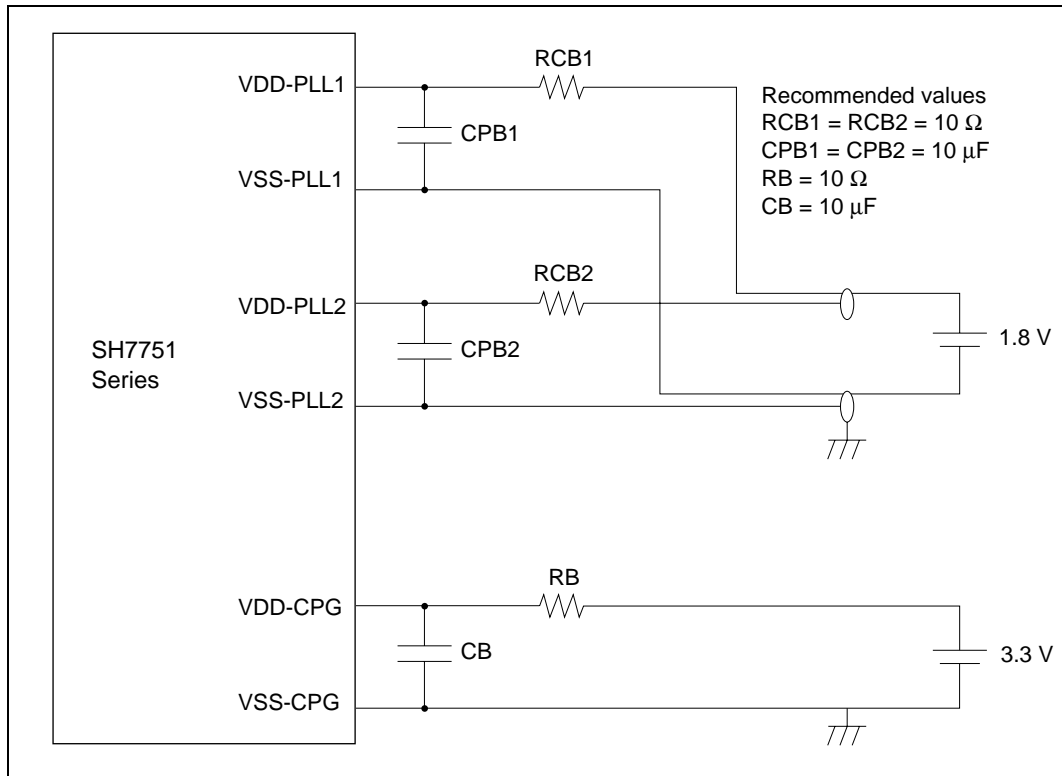 VDD-PLL1
RCB1
CPB1
VSS-PLL1
Recommended values
RCB1 = RCB2 = 10 Ω
CPB1 = CPB2 = 10 μF
RB = 10 Ω
CB = 10 μF
RCB2
VDD-PLL2
CPB2
VSS-PLL2
SH7751
Series
1.8 V
RB
VDD-CPG
CB
VSS-CPG
3.3 V